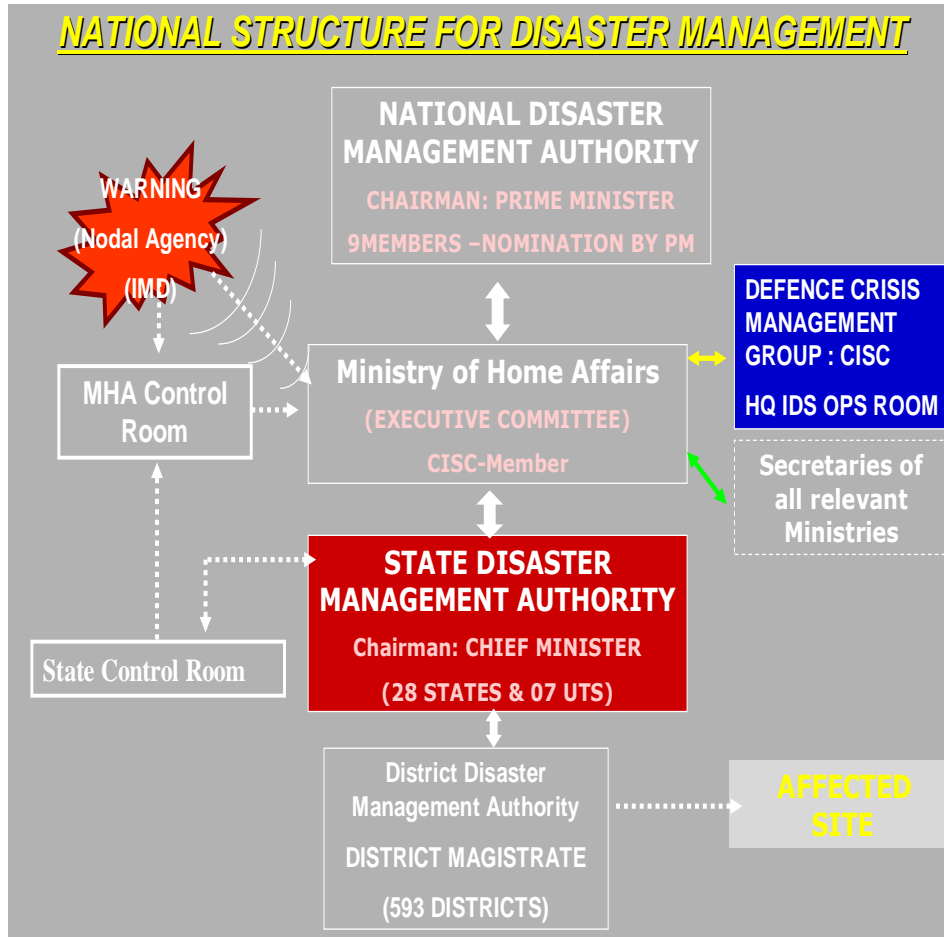 NATIONAL STRUCTURE FOR DISASTER MANAGEMENT
NATIONAL DISASTER
MANAGEMENT AUTHORITY
CHAIRMAN: PRIME MINISTER
9MEMBERS –NOMINATION BY PM
WARNING
(Nodal Agency)
(IMD)
DEFENCE CRISIS
MANAGEMENT
GROUP : CISC
HQ IDS OPS ROOM
MHA Control
Room
Ministry of Home Affairs
(EXECUTIVE COMMITTEE)
CISC-Member
Secretaries of
all relevant
Ministries
STATE DISASTER
MANAGEMENT AUTHORITY
Chairman: CHIEF MINISTER
(28 STATES & 07 UTS)
State Control Room
District Disaster
Management Authority
DISTRICT MAGISTRATE
(593 DISTRICTS)
AFFECTED
SITE